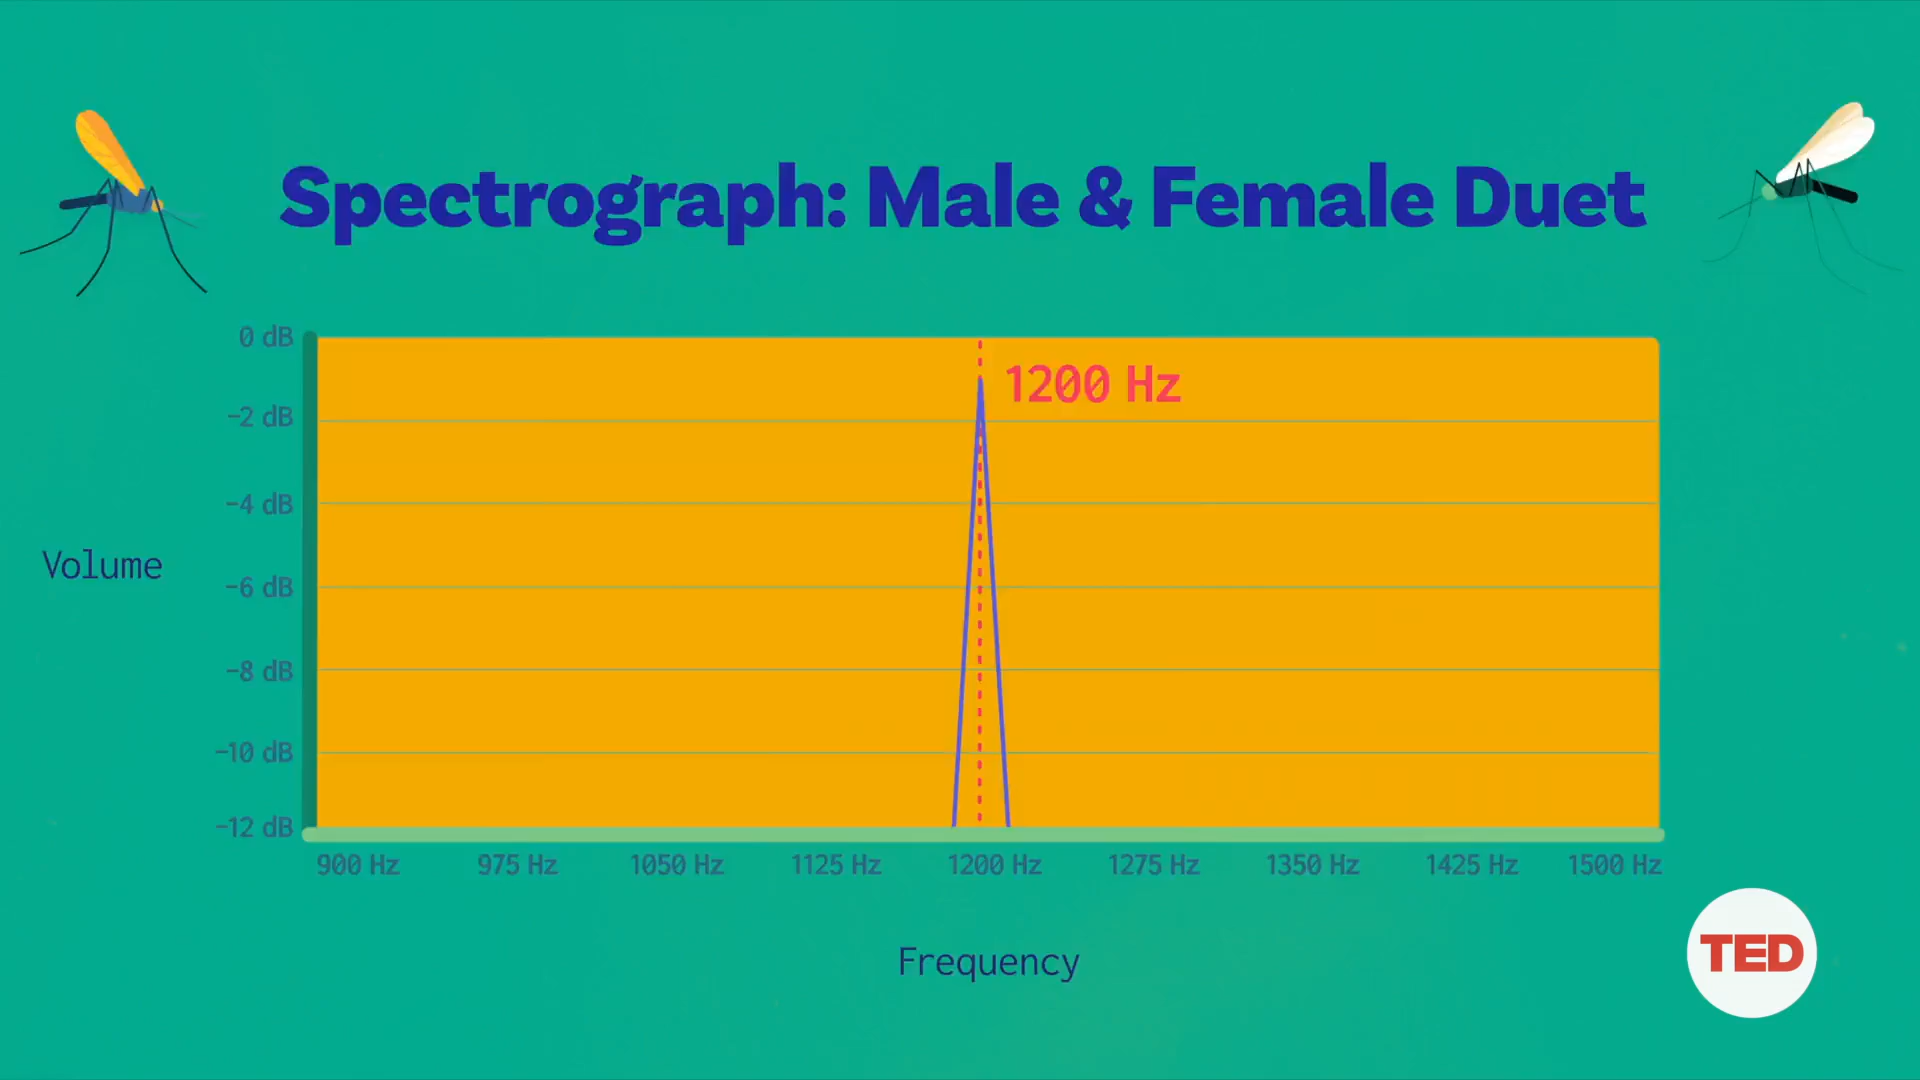 Spectrograph: Male & Female Duet
0 dB
1200 Hz
-2 dB
-4 dB
Volume
-6 dB
-8 dB
-10 dB
-12 dB
900 Hz 975 Hz 1050 Hz 1125 Hz 1200 Hz 1275 Hz 1350 Hz 1425 Hz 1500 Hz
Frequency
TED